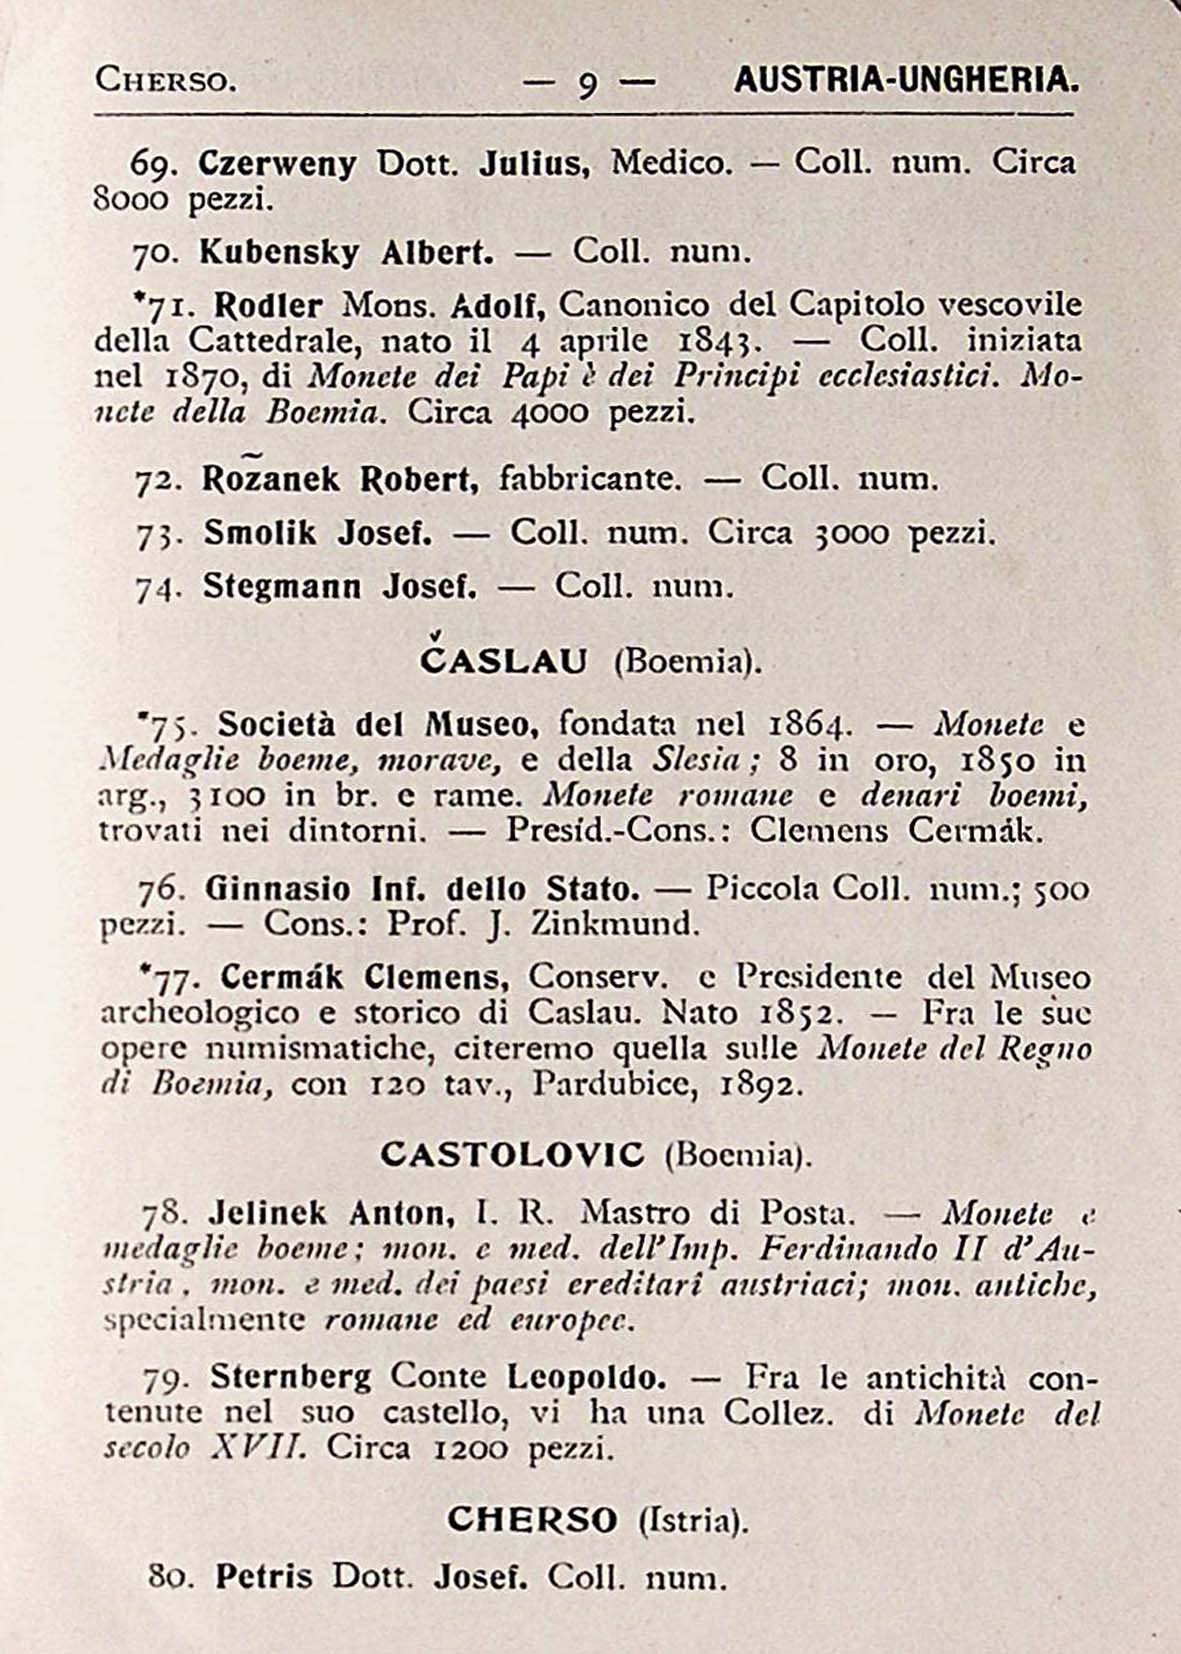 CHERSO. — 9 — AUSTRIA-UNGHERIA.
69. Czerweny Dott. Julius, Medico. — Coll. num. Circa
8000 pezzi.
70. Kubensky Albert. — Coll. num.
*71. Rodler Mons. Adolf, Canonico del Capitolo vescovile
della Cattedrale, nato il 4 aprile 1843. — Coll. iniziata
nel 1870, di Monete dei Papi è dei Principi ecclesiastici. Mo-
nete della Boemia. Circa 4000 pezzi.
72. Rož̃anek Robert, fabbricante. — Coll. num.
73. Smolik Josef. — Coll. num. Circa 3000 pezzi.
74. Stegmann Josef. — Coll. num.
ČASLAU (Boemia).
*75. Società del Museo, fondata nel 1864. — Monete e
Medaglie boeme, morave, e della Slesia; 8 in oro, 1850 in
arg., 3100 in br. e rame. Monete romane e denari boemi,
trovati nei dintorni. — Presid.-Cons.: Clemens Cermák.
76. Ginnasio Inf. dello Stato. — Piccola Coll. num.; 500
pezzi. — Cons.: Prof. J. Zinkmund.
*77. Cermák Clemens, Conserv. e Presidente del Museo
archeologico e storico di Caslau. Nato 1852. — Fra le sue
opere numismatiche, citeremo quella sulle Monete del Regno
di Boemia, con 120 tav., Pardubice, 1892.
CASTOLOVIC (Boemia).
78. Jelinek Anton, I. R. Mastro di Posta. — Monete e
medaglie boeme; mon. e med. dell'Imp. Ferdinando II d'Au-
stria, mon. e med. dei paesi ereditarî austriaci; mon. antiche,
specialmente romane ed europee.
79. Sternberg Conte Leopoldo. — Fra le antichità con-
tenute nel suo castello, vi ha una Collez. di Monete del
secolo XVII. Circa 1200 pezzi.
CHERSO (Istria).
80. Petris Dott. Josef. Coll. num.